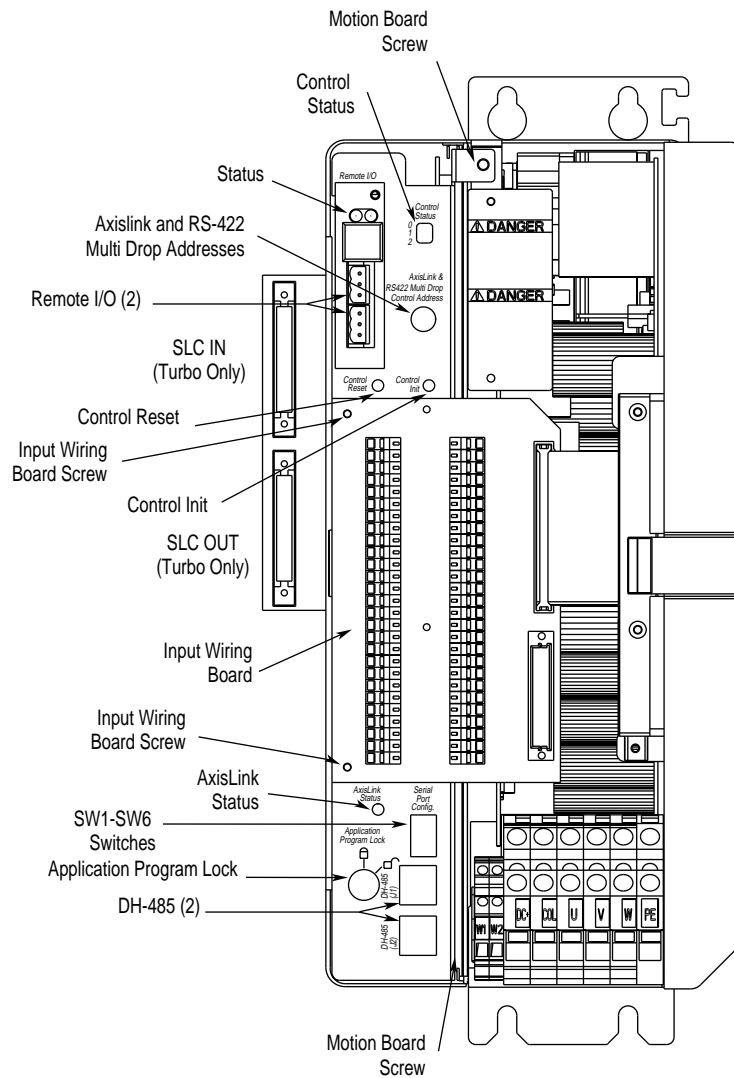 Motion Board
Screw
Control
Status
Status
Axislink and RS-422
Multi Drop Addresses
Remote I/O (2)
SLC IN
(Turbo Only)
Control Reset
Input Wiring
Board Screw
Control Init
SLC OUT
(Turbo Only)
Input Wiring
Board
Input Wiring
Board Screw
AxisLink
Status
SW1-SW6
Switches
Application Program Lock
DH-485 (2)
Motion Board
Screw
Remote I/O
Control
Status
0
1
2
DANGER
AxisLink &
RS422 Multi Drop
Control Address
DANGER
Control
Reset
Control
Init
AxisLink
Status
Serial
Port
Config.
Application
Program Lock
DH-485
(J1)
DH-485
(J2)
W1 W2
DC+ COL U V W PE